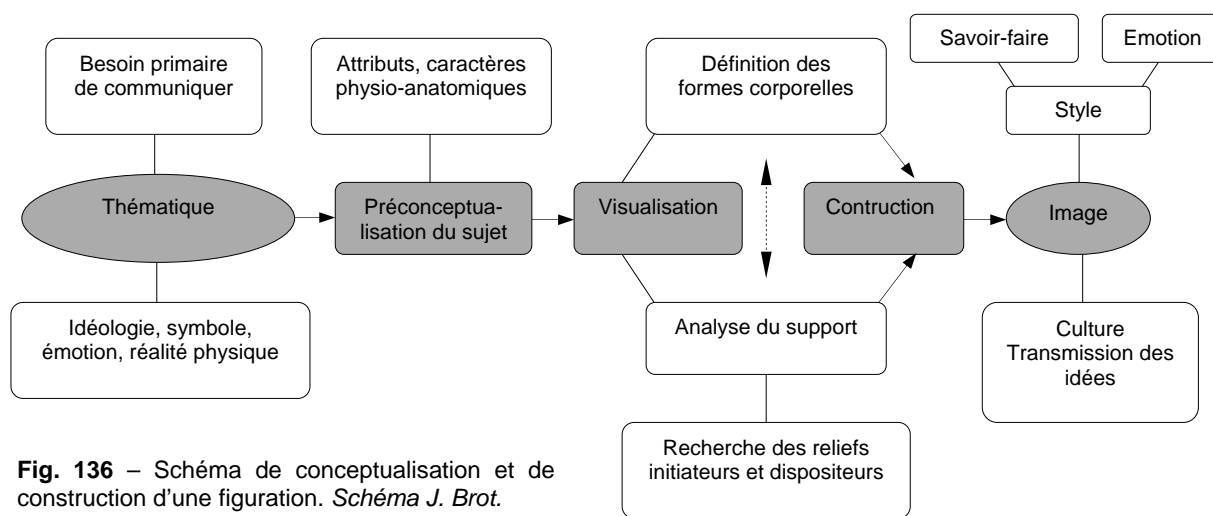 Besoin primaire
de communiquer
Attributs, caractères
physio-anatomiques
Définition des
formes corporelles
Savoir-faire
Emotion
Style
Thématique
Préconceptua-
lisation du sujet
Visualisation
Contruction
Image
Idéologie, symbole,
émotion, réalité physique
Analyse du support
Culture
Transmission des
idées
Recherche des reliefs
initiateurs et dispositeurs
Fig. 136 – Schéma de conceptualisation et de
construction d'une figuration. Schéma J. Brot.